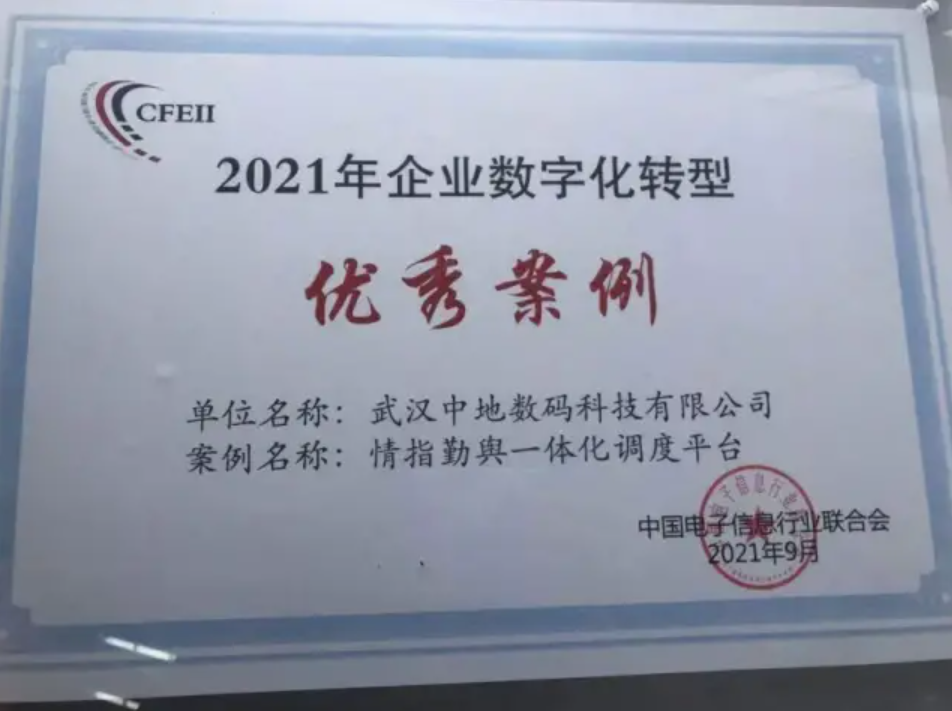 CFEII
2021年企业数字化转型
优秀案例
单位名称：武汉中地数码科技有限公司
案例名称：情指勤舆一体化调度平台
中国电子信息行业联合会
2021年9月